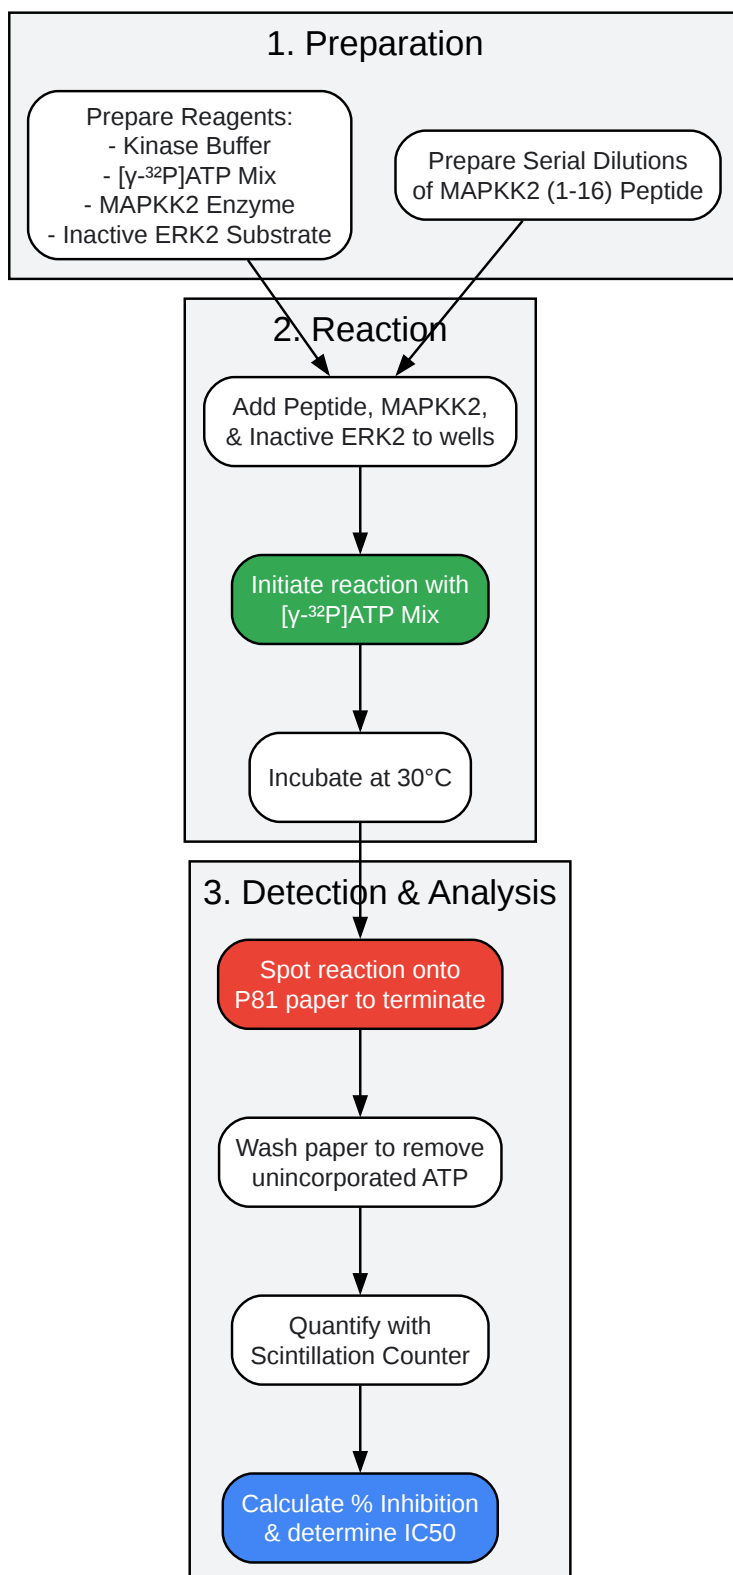 1. Preparation
Prepare Reagents:
- Kinase Buffer
- [γ-³²P]ATP Mix
- MAPKK2 Enzyme
- Inactive ERK2 Substrate
Prepare Serial Dilutions
of MAPKK2 (1-16) Peptide
2. Reaction
Add Peptide, MAPKK2,
& Inactive ERK2 to wells
Initiate reaction with
[γ-³²P]ATP Mix
Incubate at 30°C
3. Detection & Analysis
Spot reaction onto
P81 paper to terminate
Wash paper to remove
unincorporated ATP
Quantify with
Scintillation Counter
Calculate % Inhibition
& determine IC50